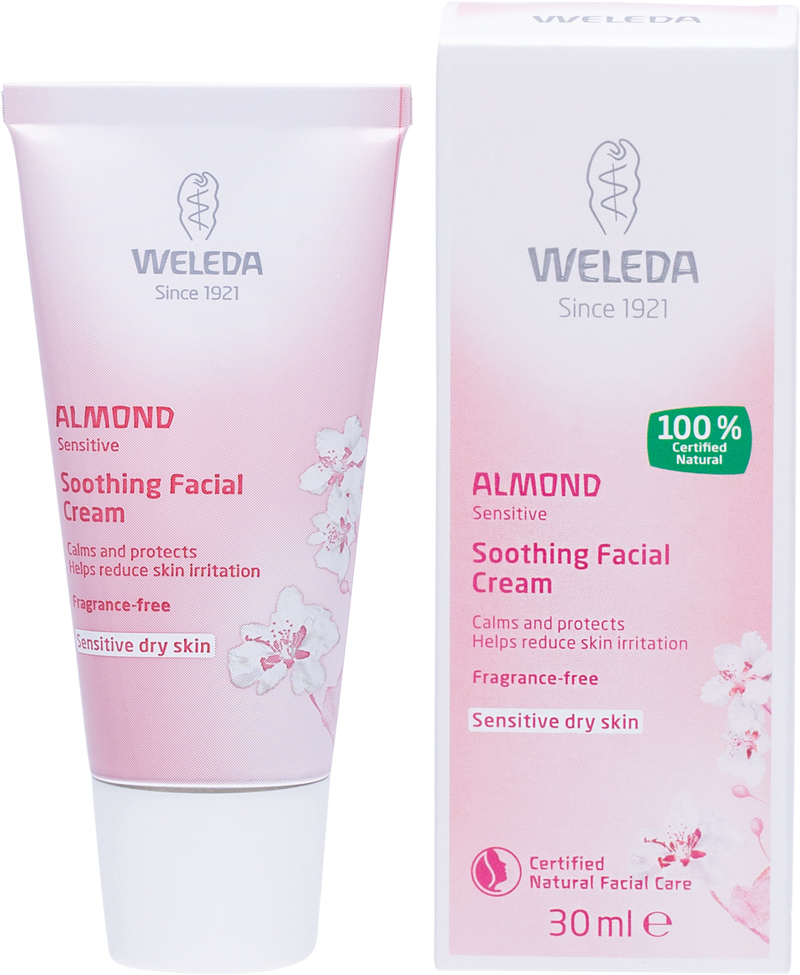 WELEDA
Since 1921
ALMOND
Sensitive
Soothing Facial
Cream
Calms and protects
Helps reduce skin irritation
Fragrance-free
Sensitive dry skin
WELEDA
WELEDA
Since 1921
100 %
Certified
Natural
ALMOND
Sensitive
Soothing Facial
Cream
Calms and protects
Helps reduce skin irritation
Fragrance-free
Sensitive dry skin
Certified
Natural Facial Care
30 ml ℮